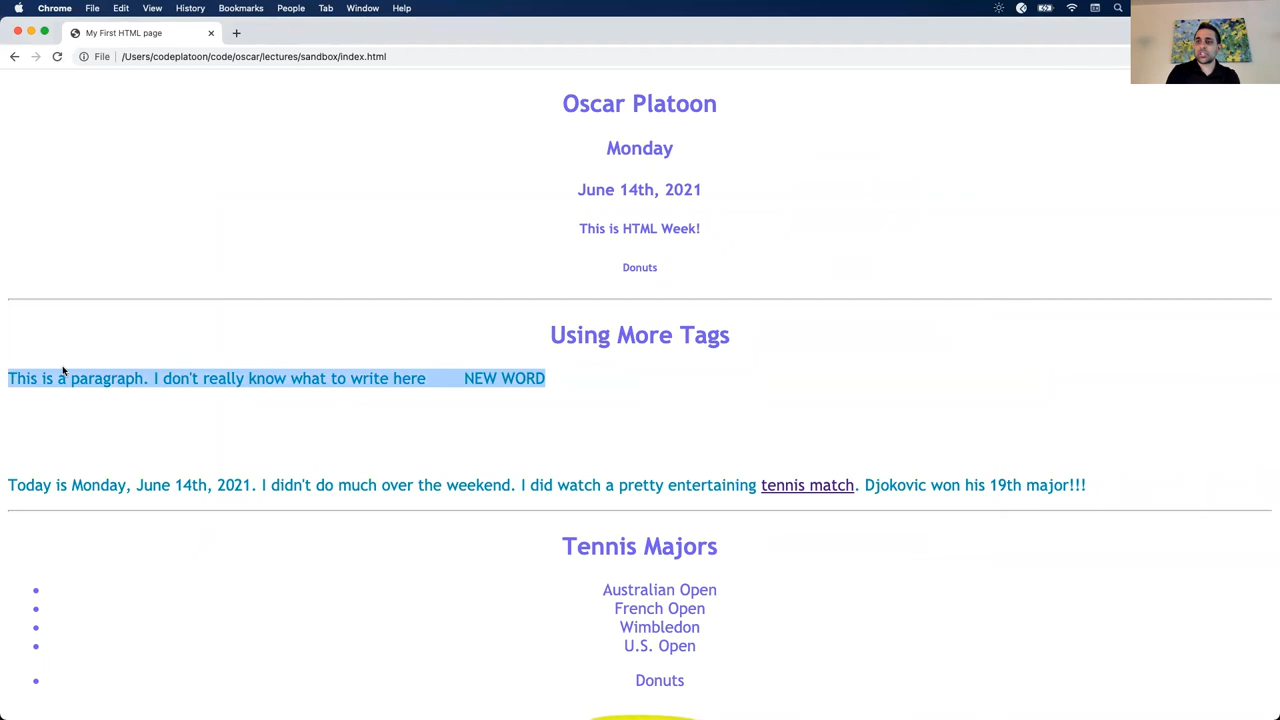 Chrome File Edit View History Bookmarks People Tab Window Help
My First HTML page
File /Users/codeplatoon/code/oscar/lectures/sandbox/index.html
Oscar Platoon
Monday
June 14th, 2021
This is HTML Week!
Donuts
Using More Tags
This is a paragraph. I don't really know what to write here NEW WORD
Today is Monday, June 14th, 2021. I didn't do much over the weekend. I did watch a pretty entertaining tennis match. Djokovic won his 19th major!!!
Tennis Majors
Australian Open
French Open
Wimbledon
U.S. Open
Donuts